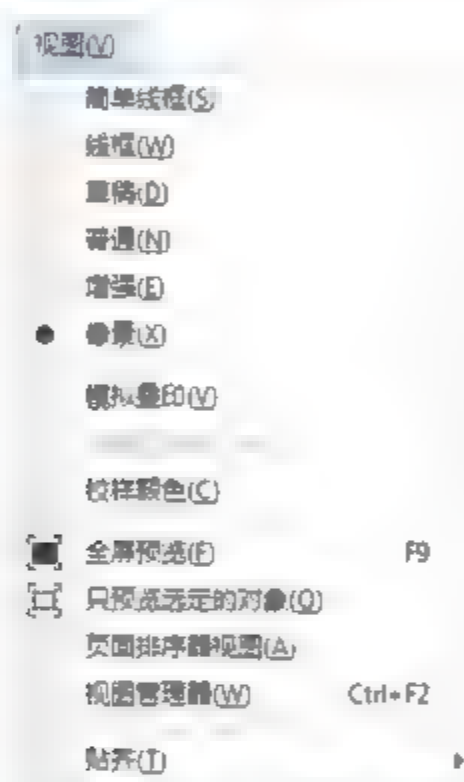 视图(V)
简单线框(S)
线框(W)
草稿(D)
普通(N)
增强(E)
像素(X)
模拟叠印(V)
校样颜色(C)
全屏预览(F) F9
只预览选定的对象(O)
页面排序器视图(A)
视图管理器(W) Ctrl+F2
贴齐(T)